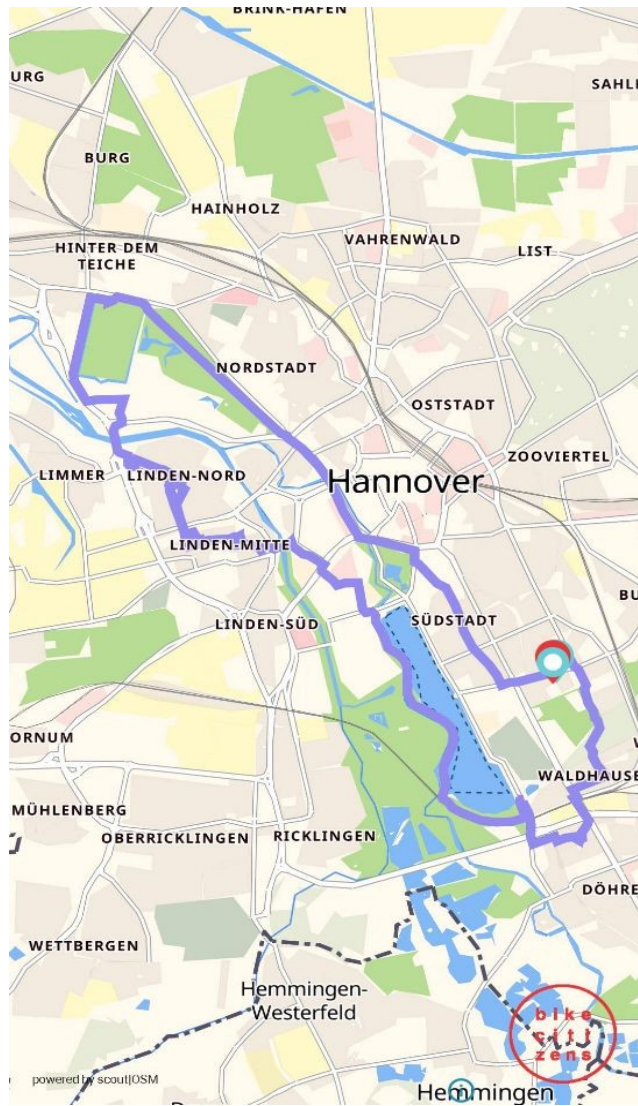 BRINK-HAFEN
URG
SAHL
BURG
HAINHOLZ
VAHRENWALD
LIST
HINTER DEM
TEICHE
NORDSTADT
OSTSTADT
ZOOVIERTEL
LIMMER
LINDEN-NORD
Hannover
LINDEN-MITTE
BU
LINDEN-SÜD
SÜDSTADT
ORNUM
WALDHAUSE
MÜHLENBERG
OBERRICKLINGEN
RICKLINGEN
DÖHRE
WETTBERGEN
Hemmingen-
Westerfeld
bike
citi
zens
powered by scout|OSM
Hemmingen